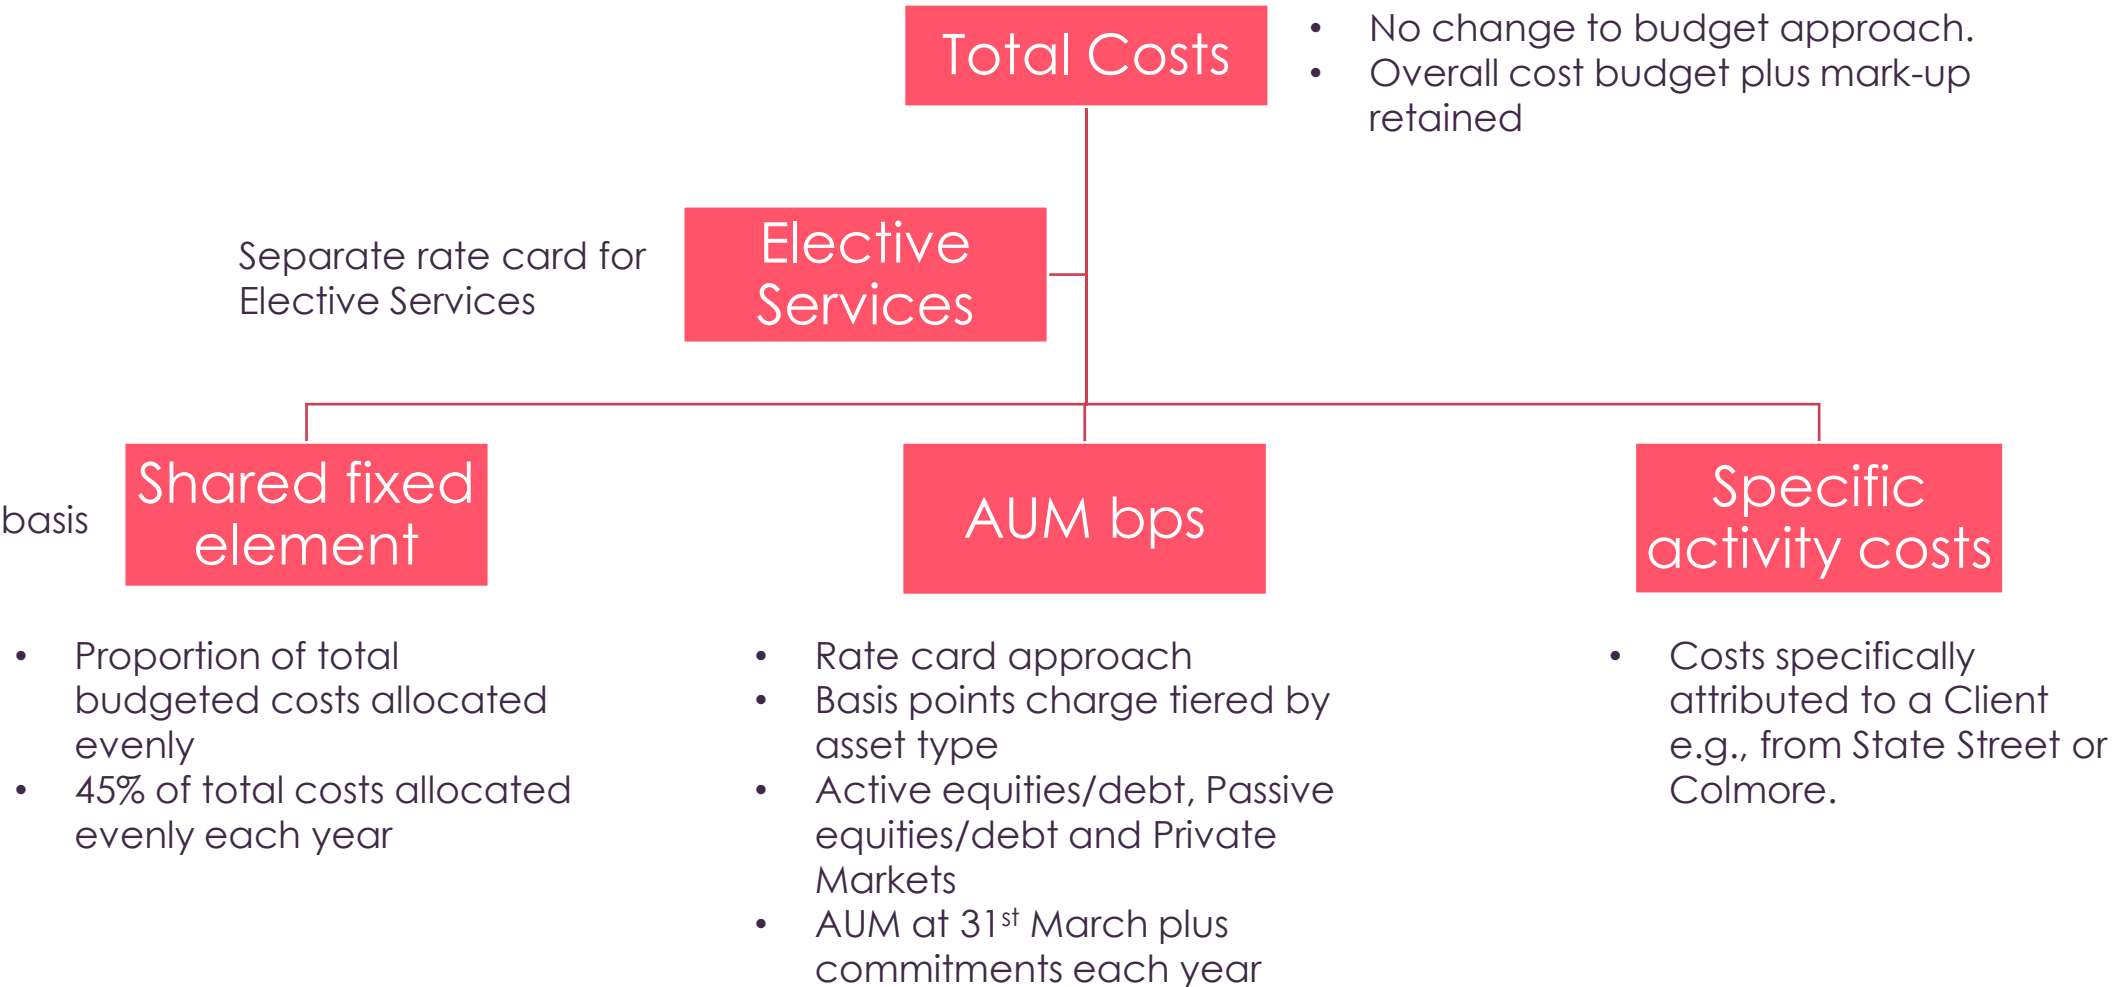 Total Costs
• No change to budget approach.
• Overall cost budget plus mark-up
retained
Separate rate card for
Elective Services
Elective
Services
basis
Shared fixed
element
AUM bps
Specific
activity costs
• Proportion of total
budgeted costs allocated
evenly
• 45% of total costs allocated
evenly each year
• Rate card approach
• Basis points charge tiered by
asset type
• Active equities/debt, Passive
equities/debt and Private
Markets
• AUM at 31st March plus
commitments each year
• Costs specifically
attributed to a Client
e.g., from State Street or
Colmore.